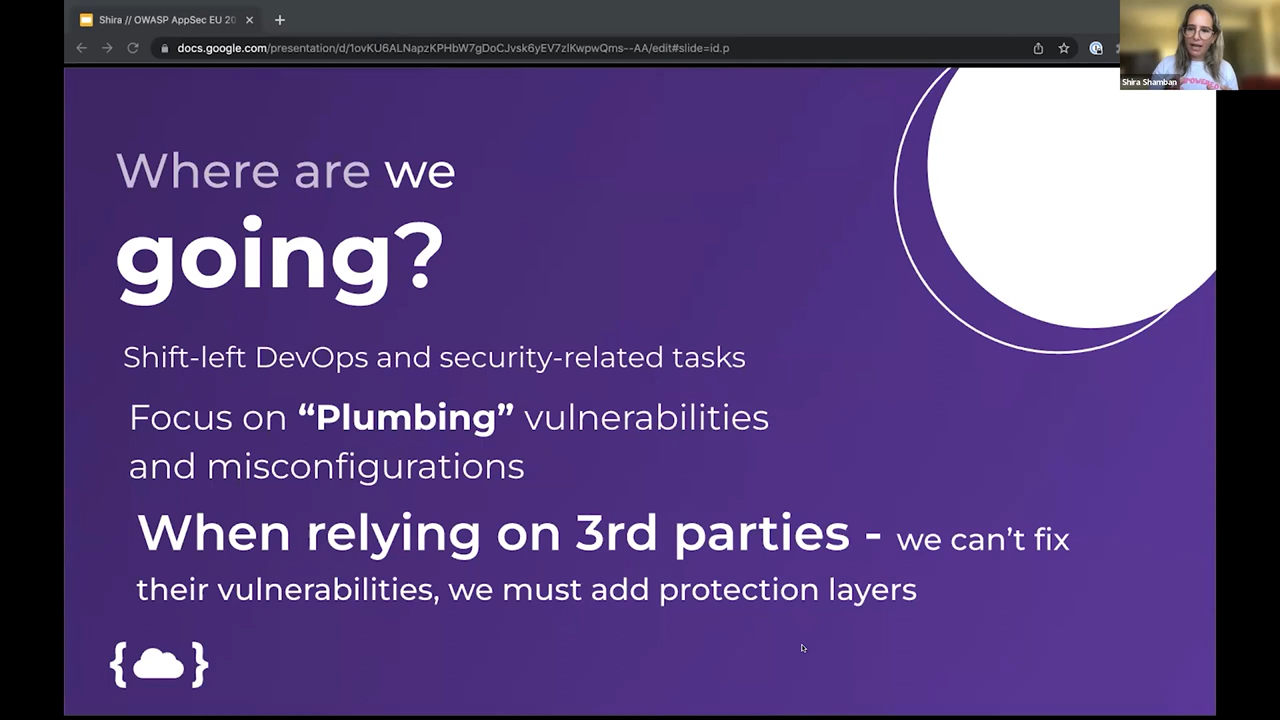 Shira // OWASP AppSec EU 20
docs.google.com/presentation/d/1ovKU6ALNapzKPHbW7gDoCJvsk6yEV7zlKwpwQms--AA/edit#slide=id.p
Shira Shamban
Where are we
going?
Shift-left DevOps and security-related tasks
Focus on “Plumbing” vulnerabilities
and misconfigurations
When relying on 3rd parties - we can’t fix
their vulnerabilities, we must add protection layers
{ }